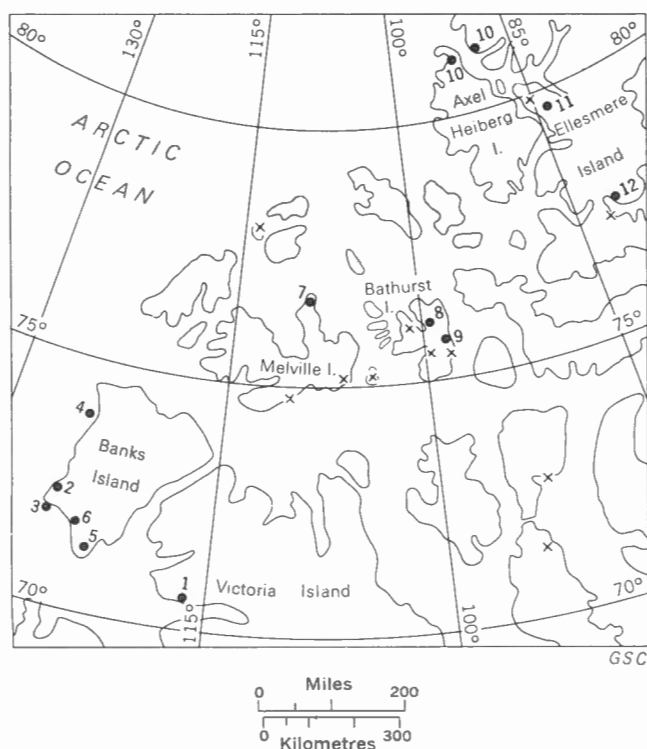 80°
130°
115°
100°
85°
80°
10
10
Axel
Heiberg
I.
11
Ellesmere
Island
12
ARCTIC
OCEAN
7
Bathurst
I.
8
9
75°
75°
Melville I.
4
Banks
Island
2
3
6
5
1
Victoria Island
70°
115°
100°
70°
GSC
Miles
0 200
0 300
Kilometres